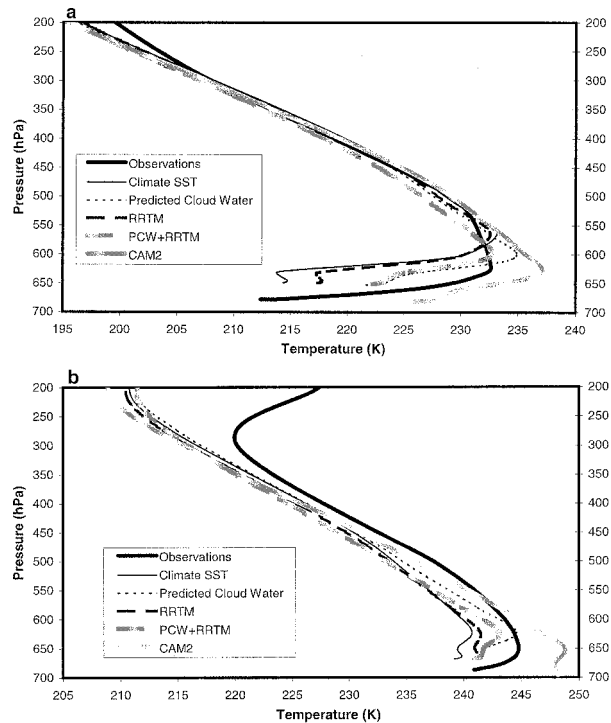 a
200
250
300
350
400
450
500
550
600
650
700
Pressure (hPa)
Observations
Climate SST
Predicted Cloud Water
RRTM
PCW+RRTM
CAM2
200
250
300
350
400
450
500
550
600
650
700
195 200 205 210 215 220 225 230 235 240
Temperature (K)
b
200
250
300
350
400
450
500
550
600
650
700
Pressure (hPa)
Observations
Climate SST
Predicted Cloud Water
RRTM
PCW+RRTM
CAM2
200
250
300
350
400
450
500
550
600
650
700
205 210 215 220 225 230 235 240 245 250
Temperature (K)